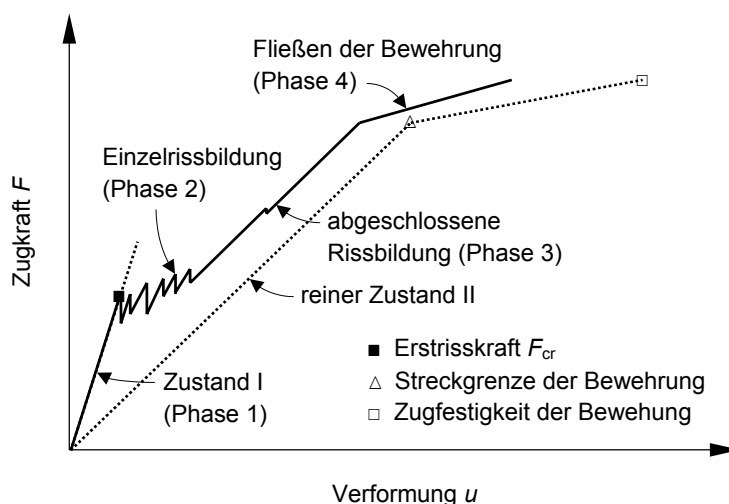 Fließen der Bewehrung
(Phase 4)
Einzelrissbildung
(Phase 2)
Zugkraft F
abgeschlossene
Rissbildung (Phase 3)
reiner Zustand II
Zustand I
(Phase 1)
■ Erstrisskraft Fcr
△ Streckgrenze der Bewehrung
□ Zugfestigkeit der Bewehung
Verformung u